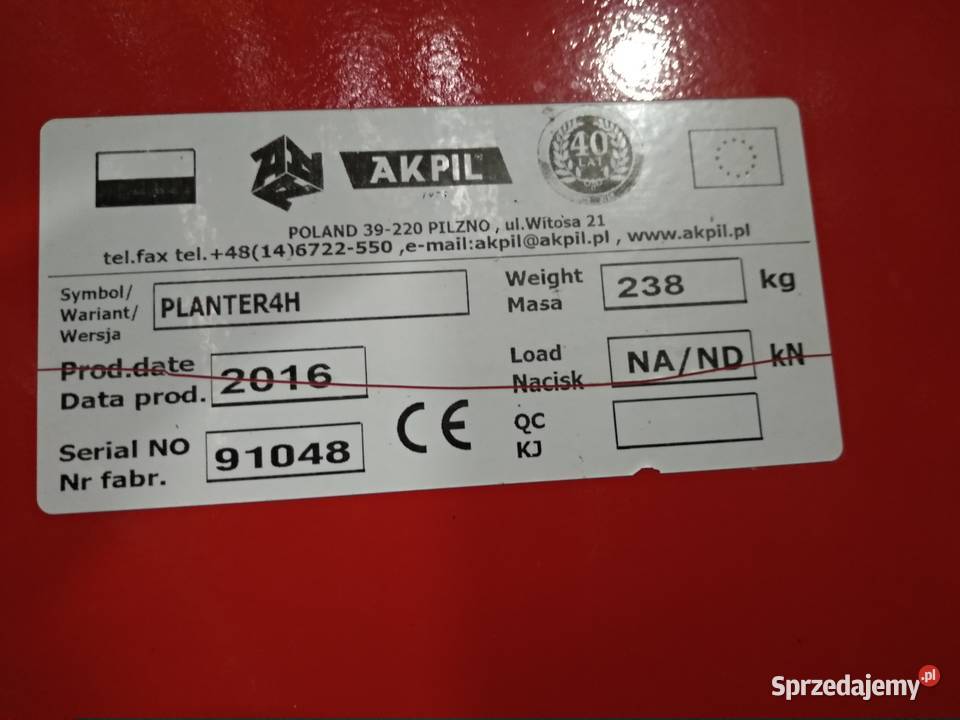 AKPIL
40
LAT
POLAND 39-220 PILZNO , ul.Witosa 21
tel.fax tel.+48(14)6722-550 ,e-mail:akpil@akpil.pl , www.akpil.pl
Symbol/
Wariant/
Wersja
PLANTER4H
Weight
Masa
238
kg
Prod.date
Data prod.
2016
Load
Nacisk
NA/ND
kN
Serial NO
Nr fabr.
91048
CE
QC
KJ
Sprzedajemy.pl